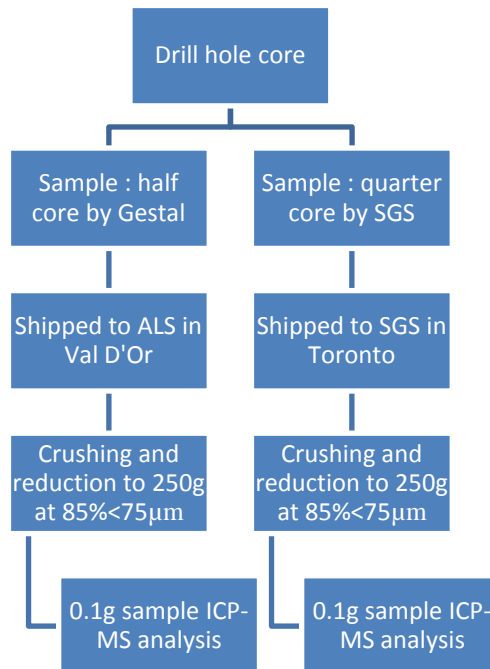 Drill hole core
Sample : half
core by Gestal
Sample : quarter
core by SGS
Shipped to ALS in
Val D'Or
Shipped to SGS in
Toronto
Crushing and
reduction to 250g
at 85%<75μm
Crushing and
reduction to 250g
at 85%<75μm
0.1g sample ICP-
MS analysis
0.1g sample ICP-
MS analysis